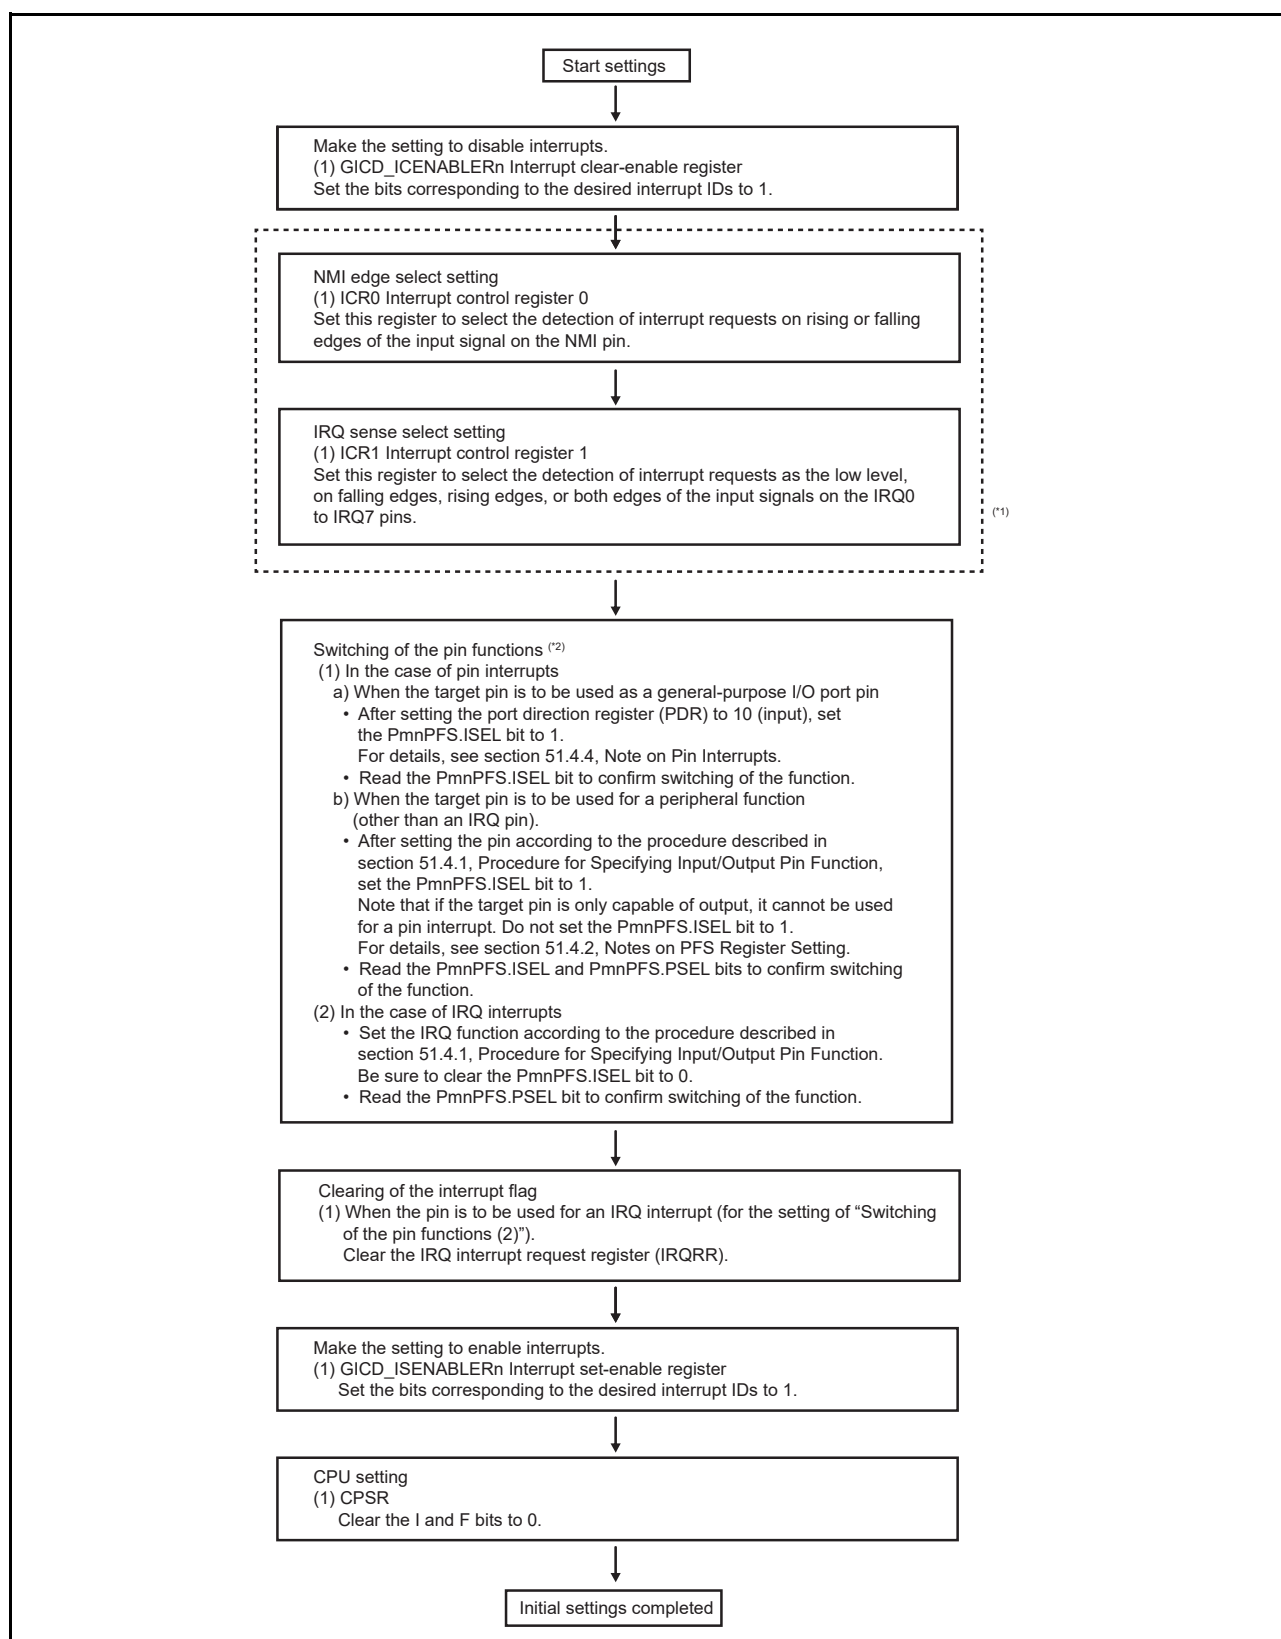 Start settings
Make the setting to disable interrupts.
(1) GICD_ICENABLERn Interrupt clear-enable register
Set the bits corresponding to the desired interrupt IDs to 1.
NMI edge select setting
(1) ICR0 Interrupt control register 0
Set this register to select the detection of interrupt requests on rising or falling
edges of the input signal on the NMI pin.
IRQ sense select setting
(1) ICR1 Interrupt control register 1
Set this register to select the detection of interrupt requests as the low level,
on falling edges, rising edges, or both edges of the input signals on the IRQ0
to IRQ7 pins.
(*1)
Switching of the pin functions (*2)
(1) In the case of pin interrupts
a) When the target pin is to be used as a general-purpose I/O port pin
• After setting the port direction register (PDR) to 10 (input), set
the PmnPFS.ISEL bit to 1.
For details, see section 51.4.4, Note on Pin Interrupts.
• Read the PmnPFS.ISEL bit to confirm switching of the function.
b) When the target pin is to be used for a peripheral function
(other than an IRQ pin).
• After setting the pin according to the procedure described in
section 51.4.1, Procedure for Specifying Input/Output Pin Function,
set the PmnPFS.ISEL bit to 1.
Note that if the target pin is only capable of output, it cannot be used
for a pin interrupt. Do not set the PmnPFS.ISEL bit to 1.
For details, see section 51.4.2, Notes on PFS Register Setting.
• Read the PmnPFS.ISEL and PmnPFS.PSEL bits to confirm switching
of the function.
(2) In the case of IRQ interrupts
• Set the IRQ function according to the procedure described in
section 51.4.1, Procedure for Specifying Input/Output Pin Function.
Be sure to clear the PmnPFS.ISEL bit to 0.
• Read the PmnPFS.PSEL bit to confirm switching of the function.
Clearing of the interrupt flag
(1) When the pin is to be used for an IRQ interrupt (for the setting of “Switching
of the pin functions (2)”).
Clear the IRQ interrupt request register (IRQRR).
Make the setting to enable interrupts.
(1) GICD_ISENABLERn Interrupt set-enable register
Set the bits corresponding to the desired interrupt IDs to 1.
CPU setting
(1) CPSR
Clear the I and F bits to 0.
Initial settings completed